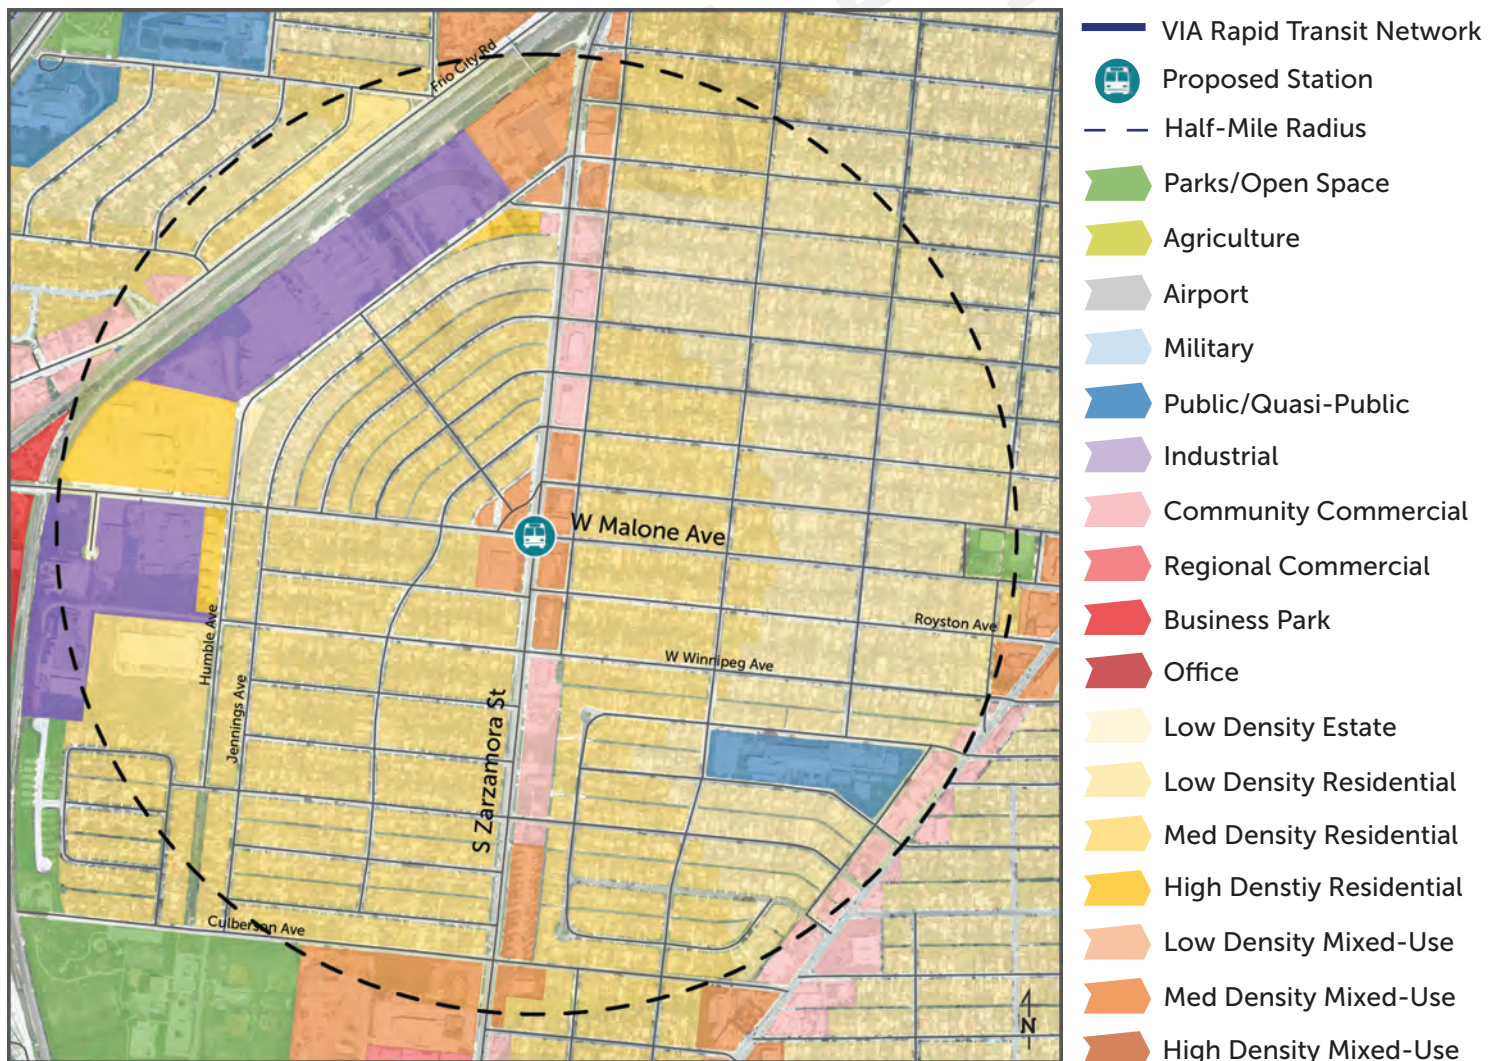 Frio City Rd
W Malone Ave
Royston Ave
W Winnipeg Ave
Humble Ave
Jennings Ave
S Zarzamora St
Culberson Ave
N
VIA Rapid Transit Network
Proposed Station
Half-Mile Radius
Parks/Open Space
Agriculture
Airport
Military
Public/Quasi-Public
Industrial
Community Commercial
Regional Commercial
Business Park
Office
Low Density Estate
Low Density Residential
Med Density Residential
High Denstiy Residential
Low Density Mixed-Use
Med Density Mixed-Use
High Density Mixed-Use